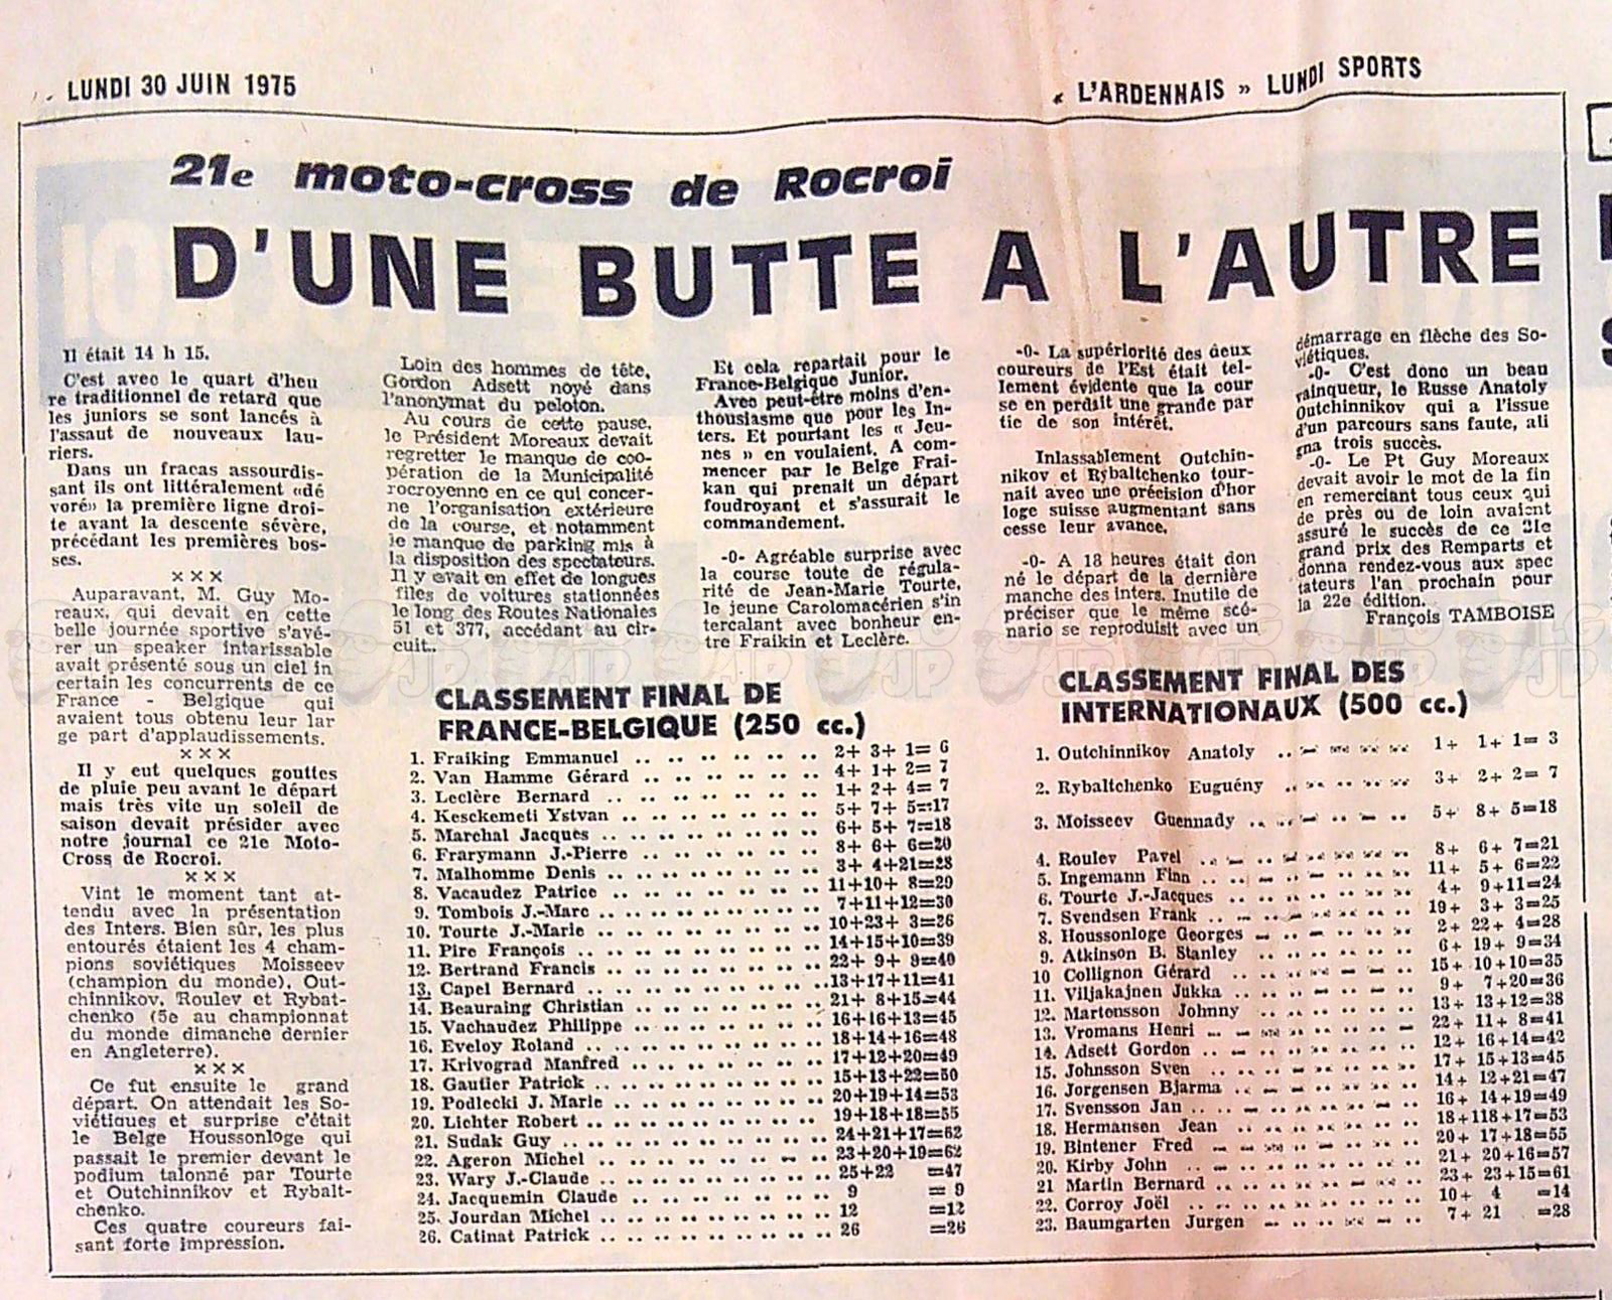 LUNDI 30 JUIN 1975
« L'ARDENNAIS » LUNDI SPORTS
21e moto-cross de Rocroi
D'UNE BUTTE A L'AUTRE
Il était 14 h 15.
C'est avec le quart d'heu
re traditionnel de retard que
les juniors se sont lancés à
l'assaut de nouveaux lau-
riers.
Dans un fracas assourdis-
sant ils ont littéralement «dé
voré» la première ligne droi-
te avant la descente sévère,
précédant les premières bos-
ses.
x x x
Auparavant, M. Guy Mo-
reaux, qui devait en cette
belle journée sportive s'avé-
rer un speaker intarissable
avait présenté sous un ciel in
certain les concurrents de ce
France - Belgique qui
avaient tous obtenu leur lar
ge part d'applaudissements.
x x x
Il y eut quelques gouttes
de pluie peu avant le départ
mais très vite un soleil de
saison devait présider avec
notre journal ce 21e Moto-
Cross de Rocroi.
x x x
Vint le moment tant at-
tendu avec la présentation
des Inters. Bien sûr, les plus
entourés étaient les 4 cham-
pions soviétiques Moisseev
(champion du monde), Out-
chinnikov, Roulev et Rybat-
chenko (5e au championnat
du monde dimanche dernier
en Angleterre).
x x x
Ce fut ensuite le grand
départ. On attendait les So-
viétiques et surprise c'était
le Belge Houssonloge qui
passait le premier devant le
podium talonné par Tourte
et Outchinnikov et Rybalt-
chenko.
Ces quatre coureurs fai-
sant forte impression.
Loin des hommes de tête,
Gordon Adsett noyé dans
l'anonymat du peloton.
Au cours de cette pause,
le Président Moreaux devait
regretter le manque de coo-
pération de la Municipalité
rocroyenne en ce qui concer-
ne l'organisation extérieure
de la course, et notamment
le manque de parking mis à
la disposition des spectateurs.
Il y avait en effet de longues
files de voitures stationnées
le long des Routes Nationales
51 et 377, accédant au cir-
cuit..
Et cela repartait pour le
France-Belgique Junior.
Avec peut-être moins d'en-
thousiasme que pour les In-
ters. Et pourtant les « Jeu-
nes » en voulaient. A com-
mencer par le Belge Frai-
kan qui prenait un départ
foudroyant et s'assurait le
commandement.
-0- Agréable surprise avec
la course toute de régula-
rité de Jean-Marie Tourte,
le jeune Carolomacérien s'in
tercalant avec bonheur en-
tre Fraikin et Leclère.
-0- La supériorité des deux
coureurs de l'Est était tel-
lement évidente que la cour
se en perdait une grande par
tie de son intérêt.
Inlassablement Outchin-
nikov et Rybaltchenko tour-
nait avec une précision d'hor
loge suisse augmentant sans
cesse leur avance.
-0- A 18 heures était don
né le départ de la dernière
manche des Inters. Inutile de
préciser que le même scé-
nario se reproduisit avec un
démarrage en flèche des So-
viétiques.
-0- C'est donc un beau
vainqueur, le Russe Anatoly
Outchinnikov qui a l'issue
d'un parcours sans faute, ali
gna trois succès.
-0- Le Pt Guy Moreaux
devait avoir le mot de la fin
en remerciant tous ceux qui
de près ou de loin avaient
assuré le succès de ce 21e
grand prix des Remparts et
donna rendez-vous aux spec
tateurs l'an prochain pour
la 22e édition.
François TAMBOISE
CLASSEMENT FINAL DE
FRANCE-BELGIQUE (250 cc.)
1. Fraiking Emmanuel .. .. .. .. .. .. 2+ 3+ 1= 6
2. Van Hamme Gérard .. .. .. .. .. .. 4+ 1+ 2= 7
3. Leclère Bernard .. .. .. .. .. .. .. 1+ 2+ 4= 7
4. Kesckemeti Ystvan .. .. .. .. .. .. 5+ 7+ 5=17
5. Marchal Jacques .. .. .. .. .. .. .. 6+ 5+ 7=18
6. Frarymann J.-Pierre .. .. .. .. .. 8+ 6+ 6=20
7. Malhomme Denis .. .. .. .. .. .. .. 3+ 4+21=28
8. Vacaudez Patrice .. .. .. .. .. .. 11+10+ 8=29
9. Tombois J.-Marc .. .. .. .. .. .. .. 7+11+12=30
10. Tourte J.-Marie .. .. .. .. .. .. 10+23+ 3=36
11. Pire François .. .. .. .. .. .. .. 14+15+10=39
12. Bertrand Francis .. .. .. .. .. .. 22+ 9+ 9=40
13. Capel Bernard .. .. .. .. .. .. .. 13+17+11=41
14. Beauraing Christian .. .. .. .. .. 21+ 8+15=44
15. Vachaudez Philippe .. .. .. .. .. 16+16+13=45
16. Eveloy Roland .. .. .. .. .. .. .. 18+14+16=48
17. Krivograd Manfred .. .. .. .. .. .. 17+12+20=49
18. Gautier Patrick .. .. .. .. .. .. .. 15+13+22=50
19. Podlecki J. Marie .. .. .. .. .. .. 20+19+14=53
20. Lichter Robert .. .. .. .. .. .. .. 19+18+18=55
21. Sudak Guy .. .. .. .. .. .. .. .. 24+21+17=62
22. Ageron Michel .. .. .. .. .. .. .. 23+20+19=62
23. Wary J.-Claude .. .. .. .. .. .. .. 25+22 =47
24. Jacquemin Claude .. .. .. .. .. .. 9 = 9
25. Jourdan Michel .. .. .. .. .. .. .. 12 =12
26. Catinat Patrick .. .. .. .. .. .. .. 26 =26
CLASSEMENT FINAL DES
INTERNATIONAUX (500 cc.)
1. Outchinnikov Anatoly .. .. .. .. .. 1+ 1+ 1= 3
2. Rybaltchenko Euguény .. .. .. .. .. 3+ 2+ 2= 7
3. Moisseev Guennady .. .. .. .. .. .. 5+ 8+ 5=18
4. Roulev Pavel .. .. .. .. .. .. .. 8+ 6+ 7=21
5. Ingemann Finn .. .. .. .. .. .. .. 11+ 5+ 6=22
6. Tourte J.-Jacques .. .. .. .. .. .. 4+ 9+11=24
7. Svendsen Frank .. .. .. .. .. .. .. 19+ 3+ 3=25
8. Houssonloge Georges .. .. .. .. .. 2+ 22+ 4=28
9. Atkinson B. Stanley .. .. .. .. .. 6+ 19+ 9=34
10 Collignon Gérard .. .. .. .. .. .. 15+ 10+10=35
11. Viljakajnen Jukka .. .. .. .. .. .. 9+ 7+20=36
12. Martensson Johnny .. .. .. .. .. .. 13+ 13+12=38
13. Vromans Henri .. .. .. .. .. .. .. 22+ 11+ 8=41
14. Adsett Gordon .. .. .. .. .. .. .. 12+ 16+14=42
15. Johnsson Sven .. .. .. .. .. .. .. 17+ 15+13=45
16. Jorgensen Bjarma .. .. .. .. .. .. 14+ 12+21=47
17. Svensson Jan .. .. .. .. .. .. .. 16+ 14+19=49
18. Hermansen Jean .. .. .. .. .. .. .. 18+118+17=53
19. Bintener Fred .. .. .. .. .. .. .. 20+ 17+18=55
20. Kirby John .. .. .. .. .. .. .. .. 21+ 20+16=57
21 Martin Bernard .. .. .. .. .. .. .. 23+ 23+15=61
22. Corroy Joël .. .. .. .. .. .. .. .. 10+ 4 =14
23. Baumgarten Jurgen .. .. .. .. .. .. 7+ 21 =28